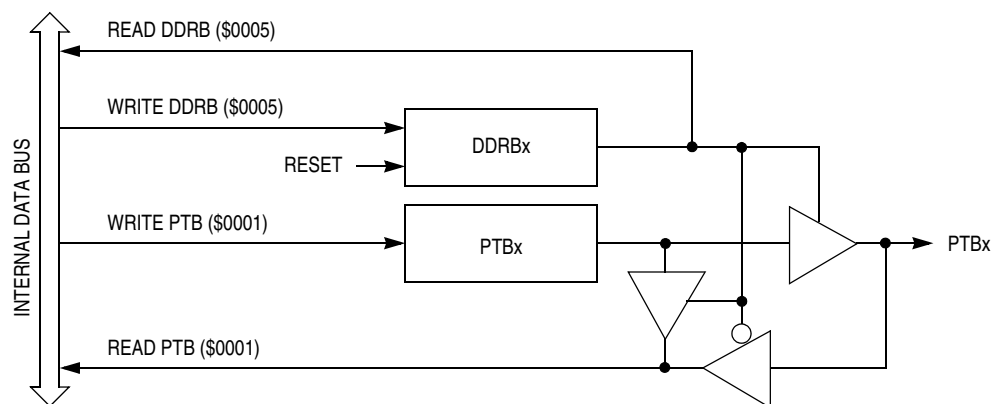 READ DDRB ($0005)
WRITE DDRB ($0005)
DDRBx
RESET
INTERNAL DATA BUS
WRITE PTB ($0001)
PTBx
PTBx
READ PTB ($0001)